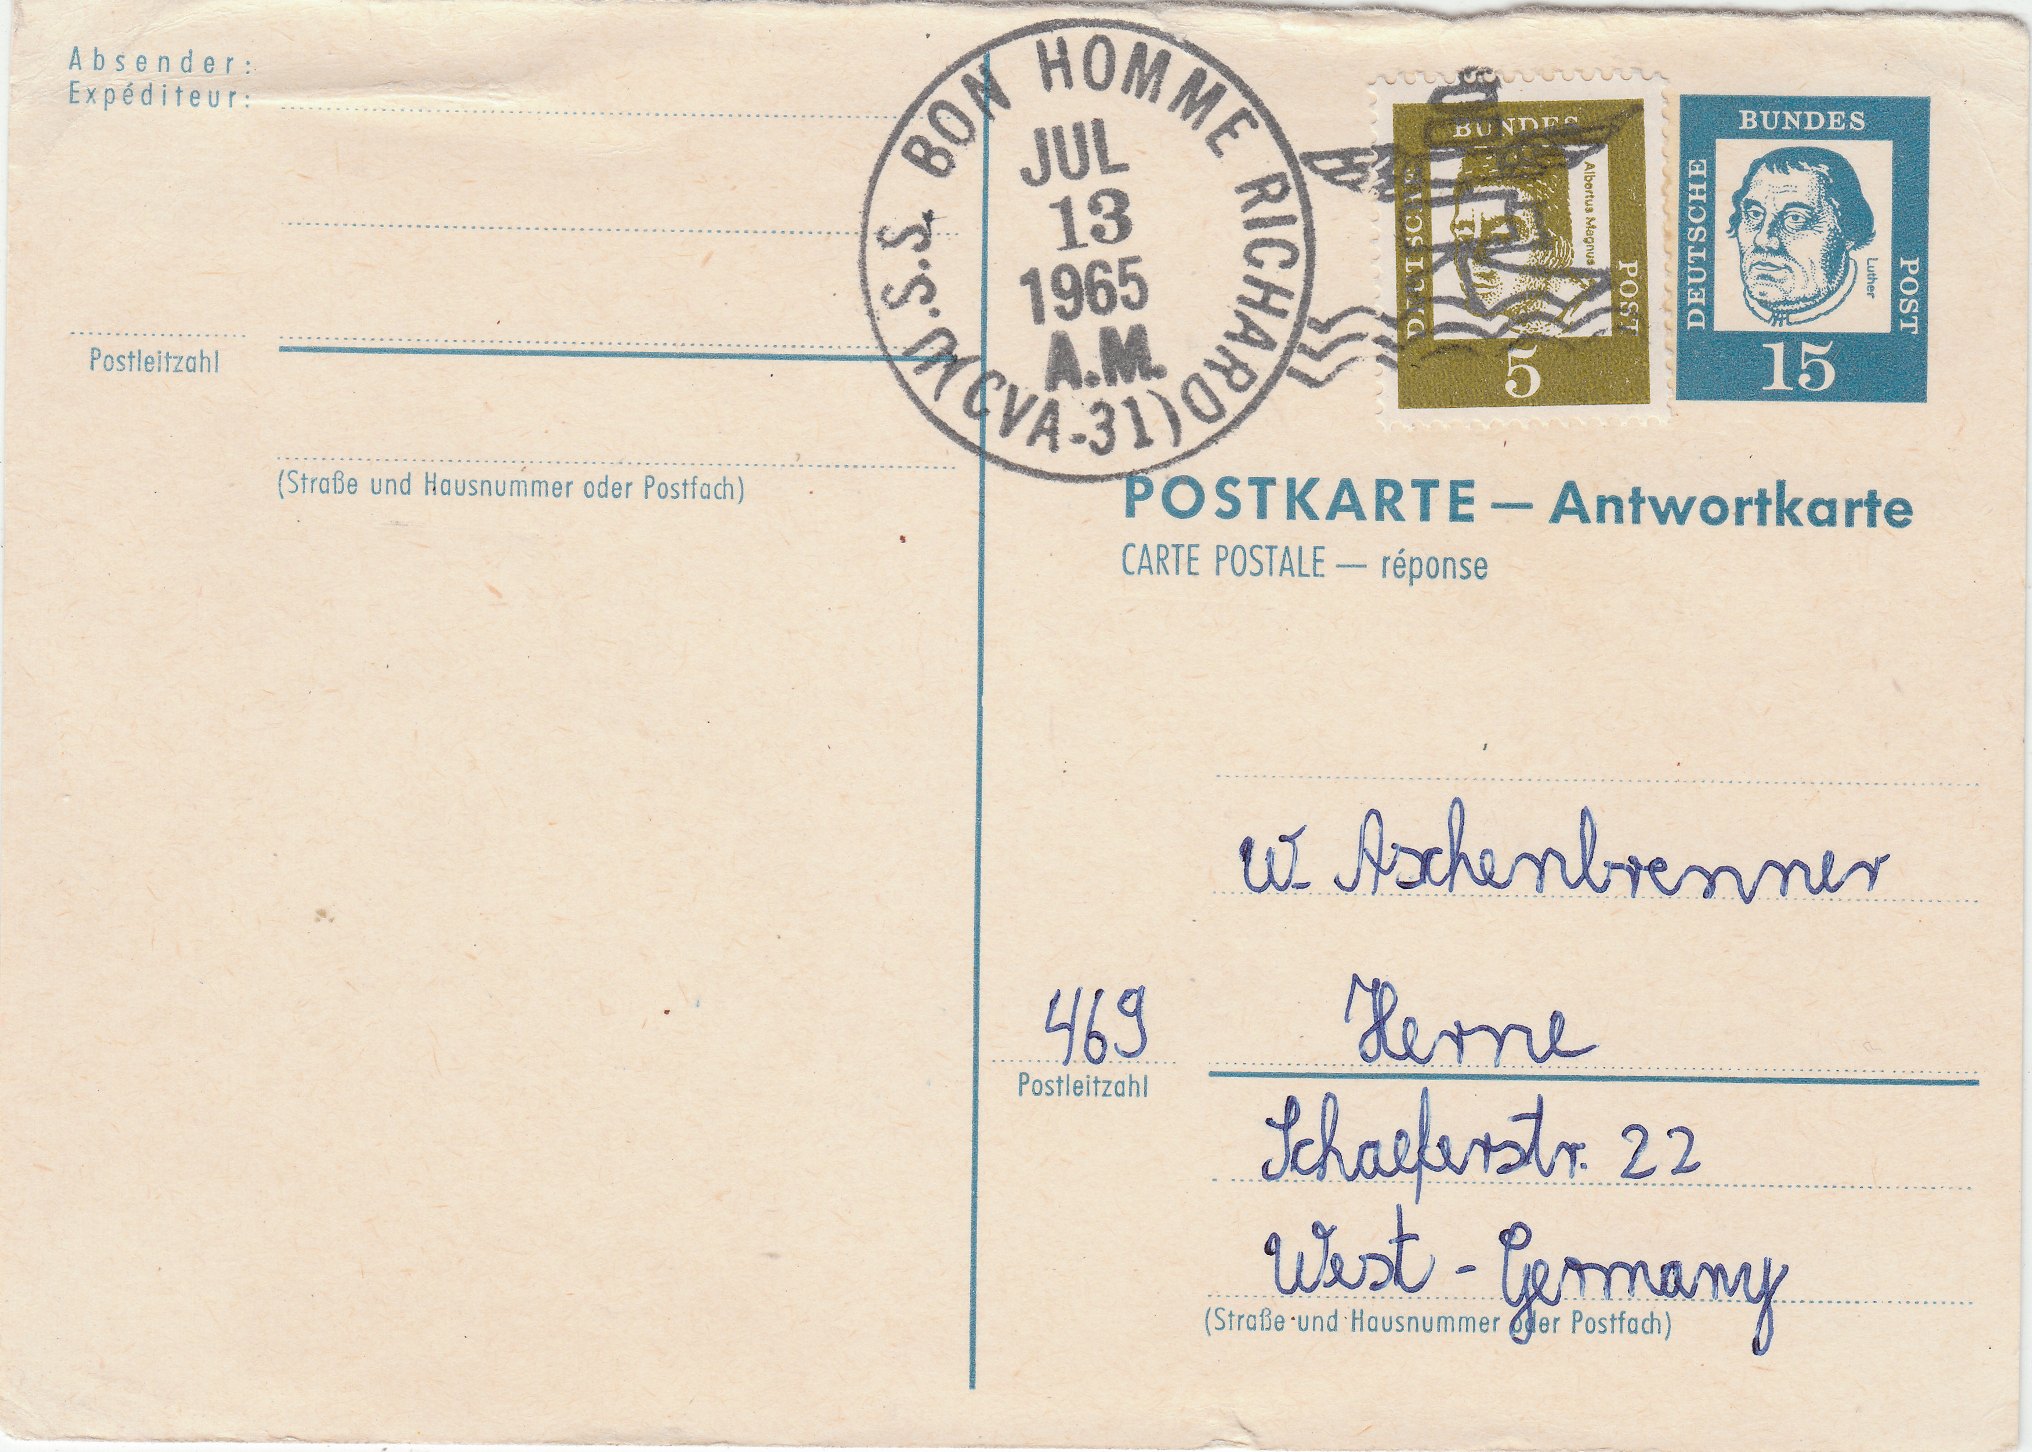 Absender:
Expéditeur:
Postleitzahl
(Straße und Hausnummer oder Postfach)
U.S.S. BON HOMME RICHARD
(CVA-31)
JUL
13
1965
A.M.
BUNDES
DEUTSCHE
POST
Albertus Magnus
5
BUNDES
DEUTSCHE
POST
Luther
15
POSTKARTE — Antwortkarte
CARTE POSTALE — réponse
W. Aschenbrenner
469 Herne
Postleitzahl
Schaeferstr. 22
West - Germany
(Straße und Hausnummer oder Postfach)